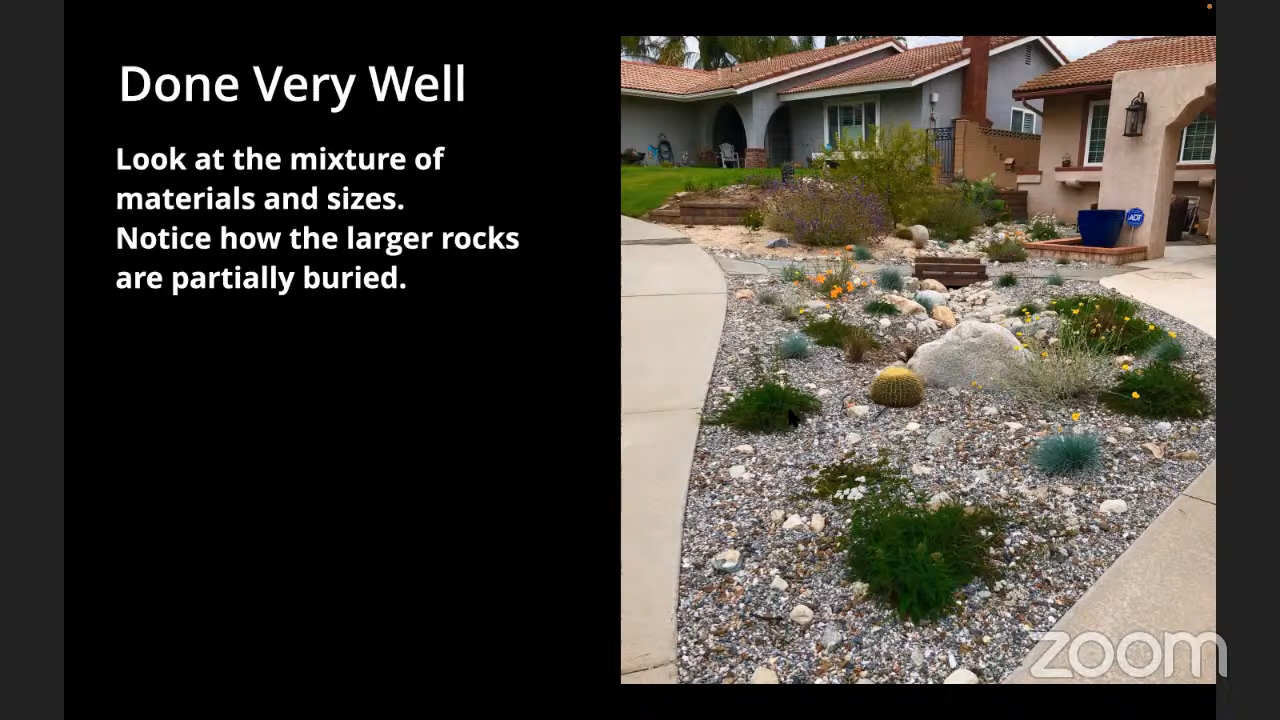 Done Very Well
Look at the mixture of
materials and sizes.
Notice how the larger rocks
are partially buried.
ADT
zoom